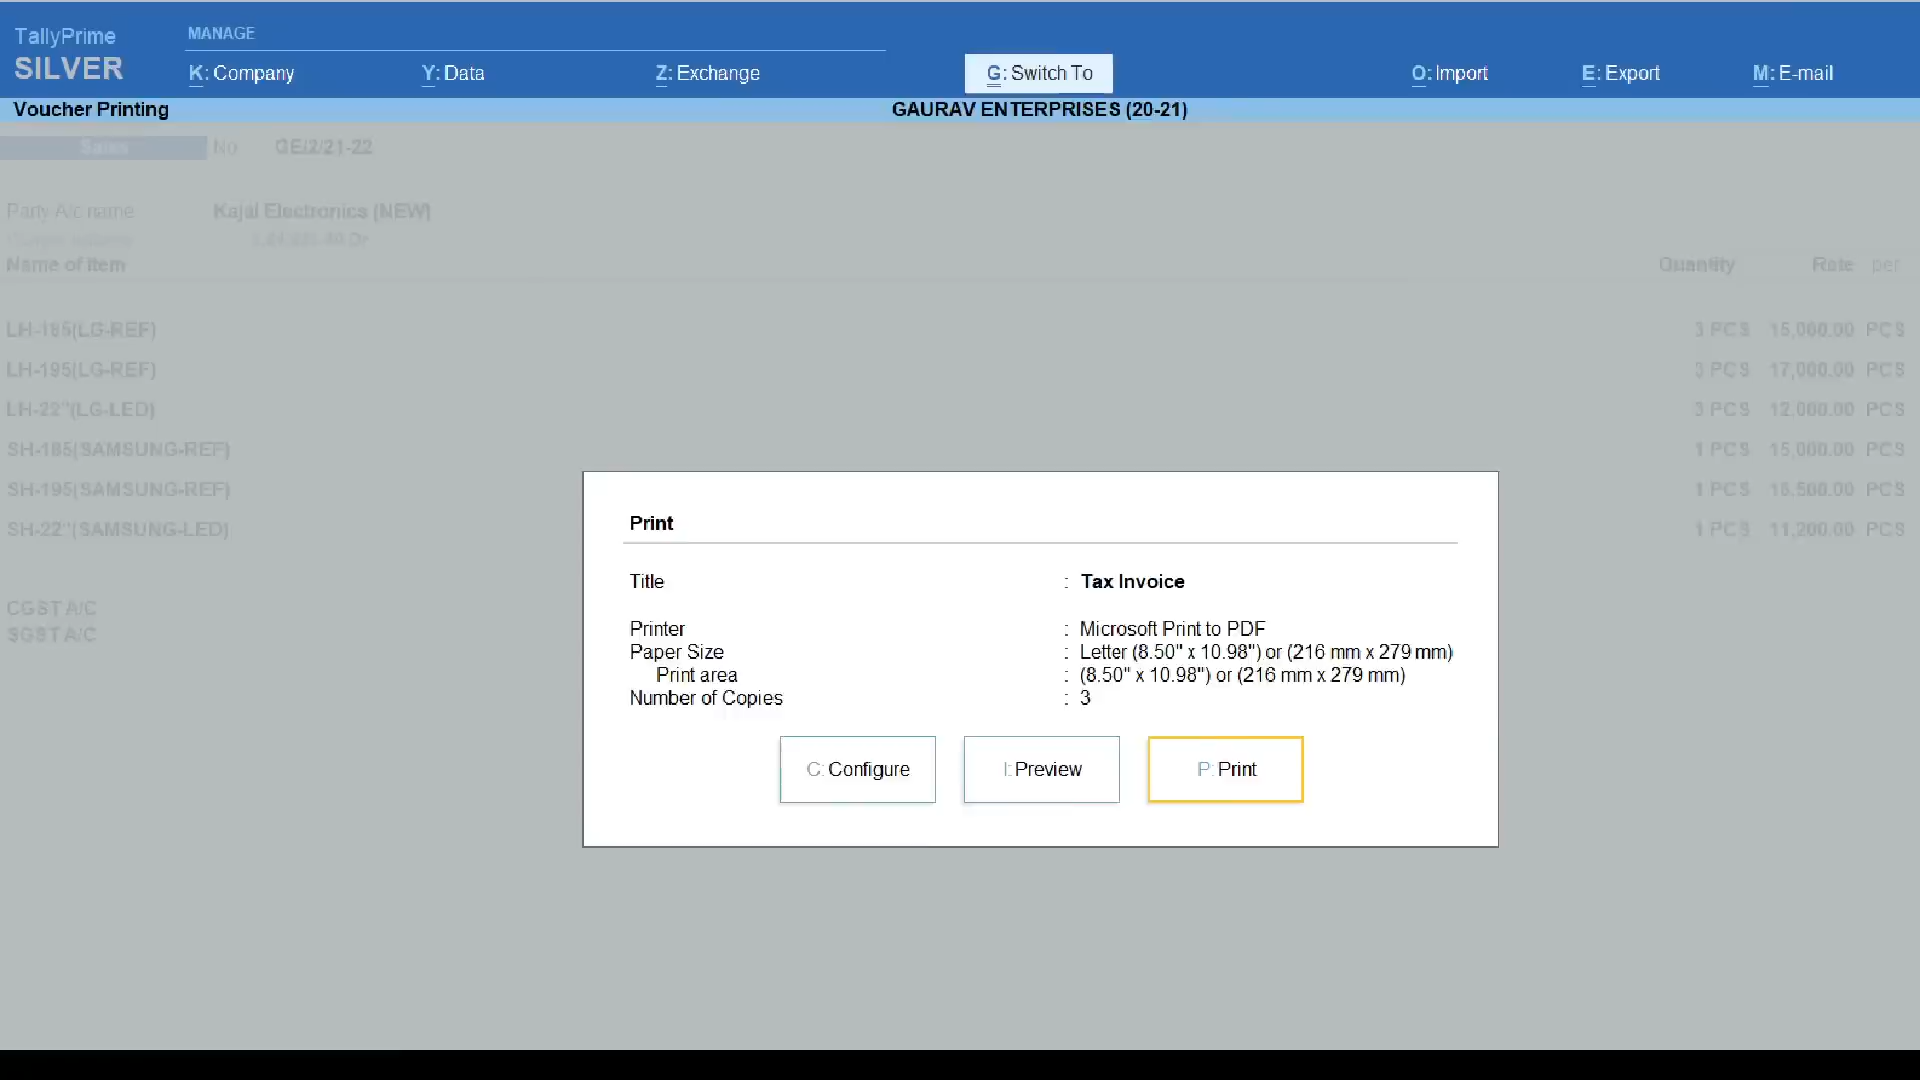 TallyPrime
SILVER
MANAGE
K: Company
Y: Data
Z: Exchange
G: Switch To
O: Import
E: Export
M: E-mail
Voucher Printing
GAURAV ENTERPRISES (20-21)
Sales No GE/2/21-22
Party A/c name Kajal Electronics (NEW)
Name of Item Quantity Rate per
LH-185(LG-REF) 3 PCS 15,000.00 PCS
LH-195(LG-REF) 3 PCS 17,000.00 PCS
LH-22"(LG-LED) 3 PCS 12,000.00 PCS
SH-185(SAMSUNG-REF) 1 PCS 15,000.00 PCS
SH-195(SAMSUNG-REF) 1 PCS PCS
SH-22"(SAMSUNG-LED) 1 PCS 11,200.00 PCS
CGST A/C
SGST A/C
Print
Title : Tax Invoice
Printer : Microsoft Print to PDF
Paper Size : Letter (8.50" x 10.98") or (216 mm x 279 mm)
Print area : (8.50" x 10.98") or (216 mm x 279 mm)
Number of Copies : 3
C: Configure
I: Preview
P: Print